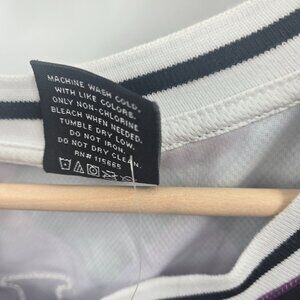 MACHINE WASH COLD,
WITH LIKE COLORS.
ONLY NON-CHLORINE
BLEACH WHEN NEEDED.
TUMBLE DRY LOW.
DO NOT IRON.
DO NOT DRY CLEAN.
RN# 115665